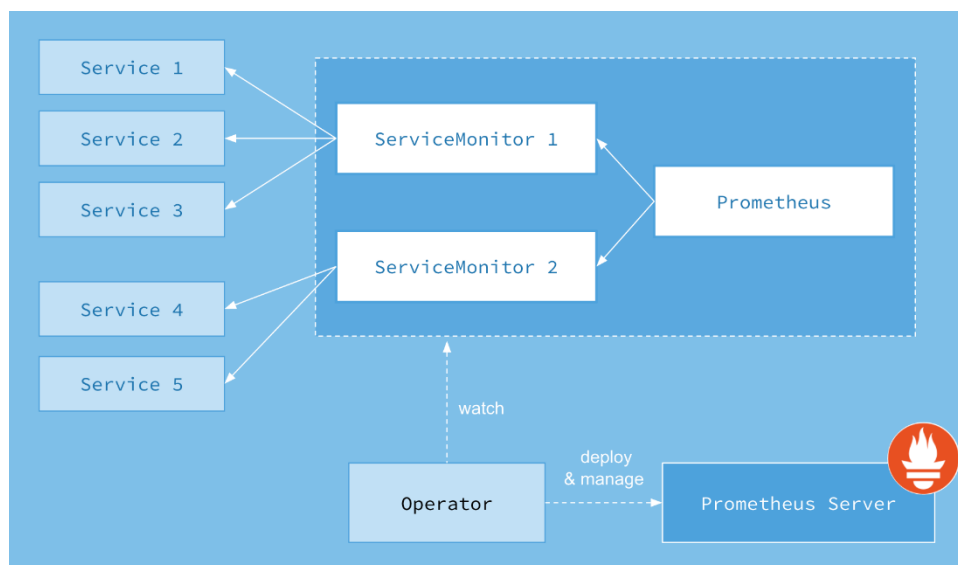 Service 1
Service 2
Service 3
Service 4
Service 5
ServiceMonitor 1
ServiceMonitor 2
Prometheus
watch
Operator
deploy
& manage
Prometheus Server